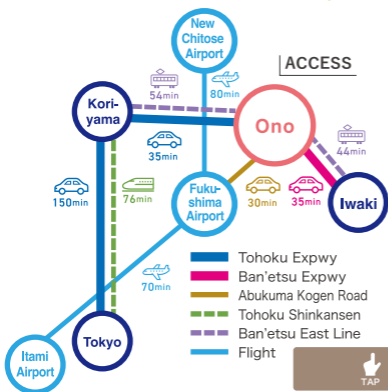 New
Chitose
Airport
ACCESS
54min
80min
Kori-
yama
Ono
35min
44min
150min
76min
Fuku-
shima
Airport
30min
35min
Iwaki
70min
Tohoku Expwy
Ban'etsu Expwy
Abukuma Kogen Road
Tohoku Shinkansen
Ban'etsu East Line
Flight
Tokyo
Itami
Airport
TAP